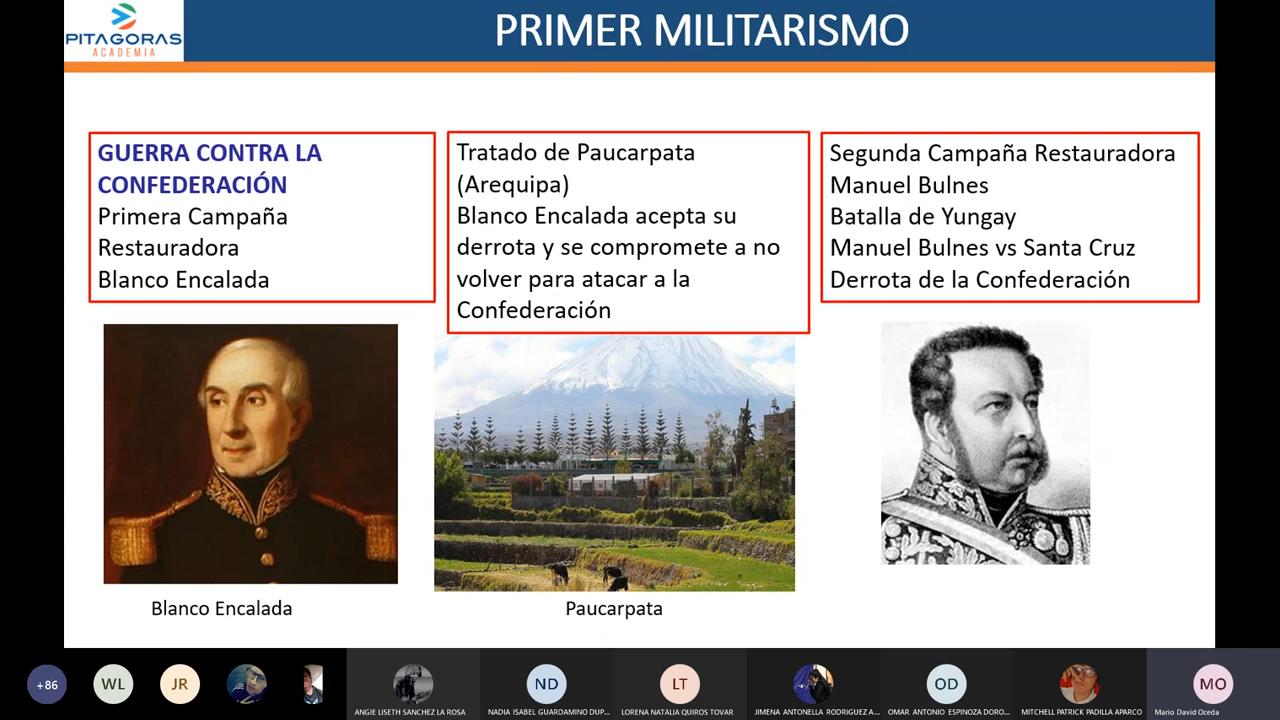 PITAGORAS
ACADEMIA
PRIMER MILITARISMO
GUERRA CONTRA LA
CONFEDERACIÓN
Primera Campaña
Restauradora
Blanco Encalada
Tratado de Paucarpata
(Arequipa)
Blanco Encalada acepta su
derrota y se compromete a no
volver para atacar a la
Confederación
Segunda Campaña Restauradora
Manuel Bulnes
Batalla de Yungay
Manuel Bulnes vs Santa Cruz
Derrota de la Confederación
Blanco Encalada
Paucarpata
+86
WL
JR
ANGIE LISETH SANCHEZ LA ROSA
ND
NADIA ISABEL GUARDAMINO DUP...
LT
LORENA NATALIA QUIROS TOVAR
JIMENA ANTONELLA RODRIGUEZ A...
OD
OMAR ANTONIO ESPINOZA DORO...
MITCHELL PATRICK PADILLA APARCO
MO
Mario David Oceda